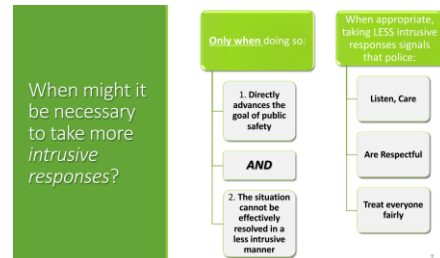 When might it
be necessary
to take more
intrusive
responses?
Only when doing so:
1. Directly
advances the
goal of public
safety
AND
2. The situation
cannot be
effectively
resolved in a
less intrusive
manner
When appropriate,
taking LESS intrusive
responses signals
that police:
Listen, Care
Are Respectful
Treat everyone
fairly